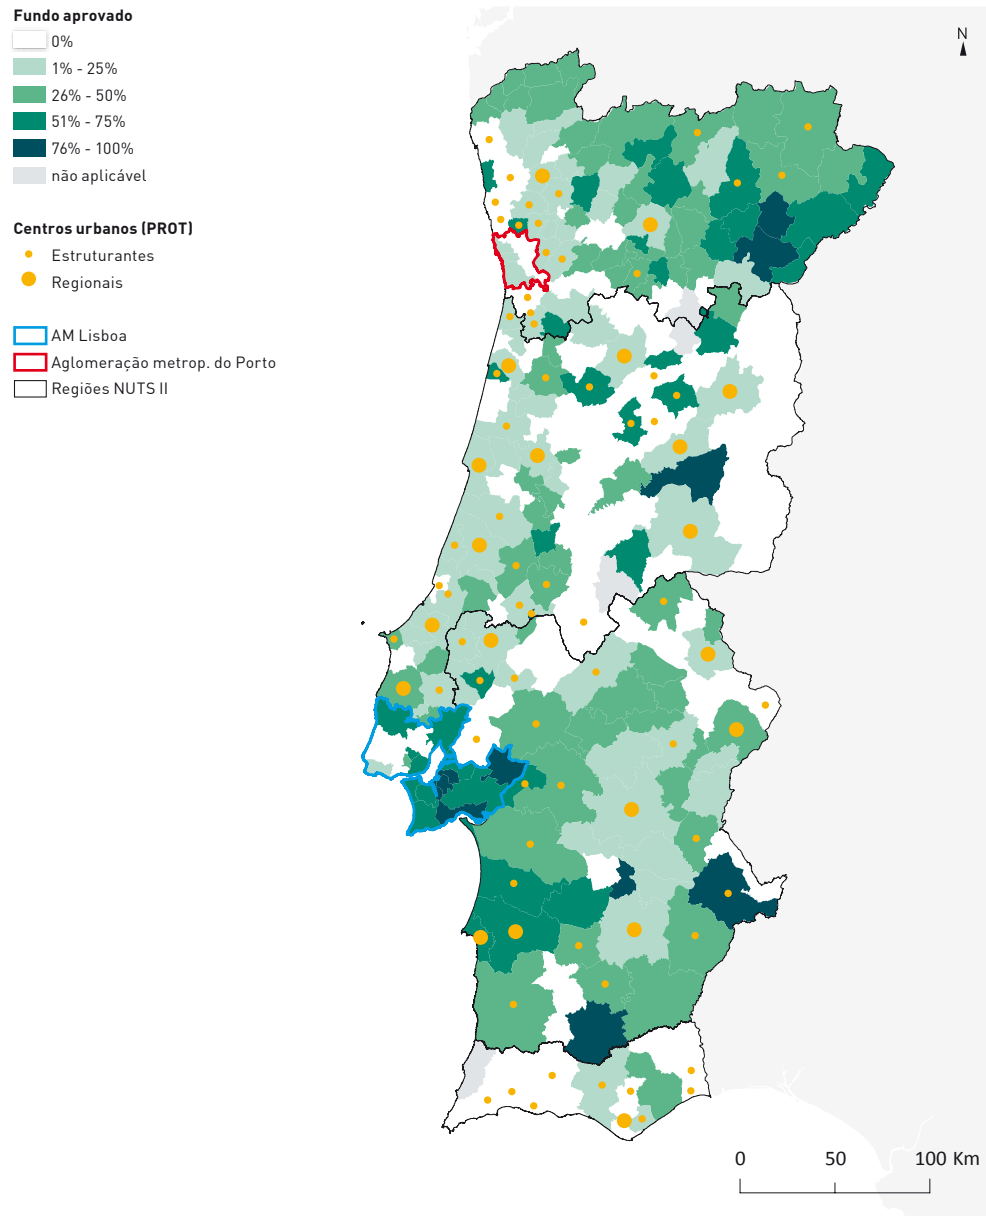 Fundo aprovado
0%
1% - 25%
26% - 50%
51% - 75%
76% - 100%
não aplicável
Centros urbanos (PROT)
Estruturantes
Regionais
AM Lisboa
Aglomeração metrop. do Porto
Regiões NUTS II
N
0 50 100 Km